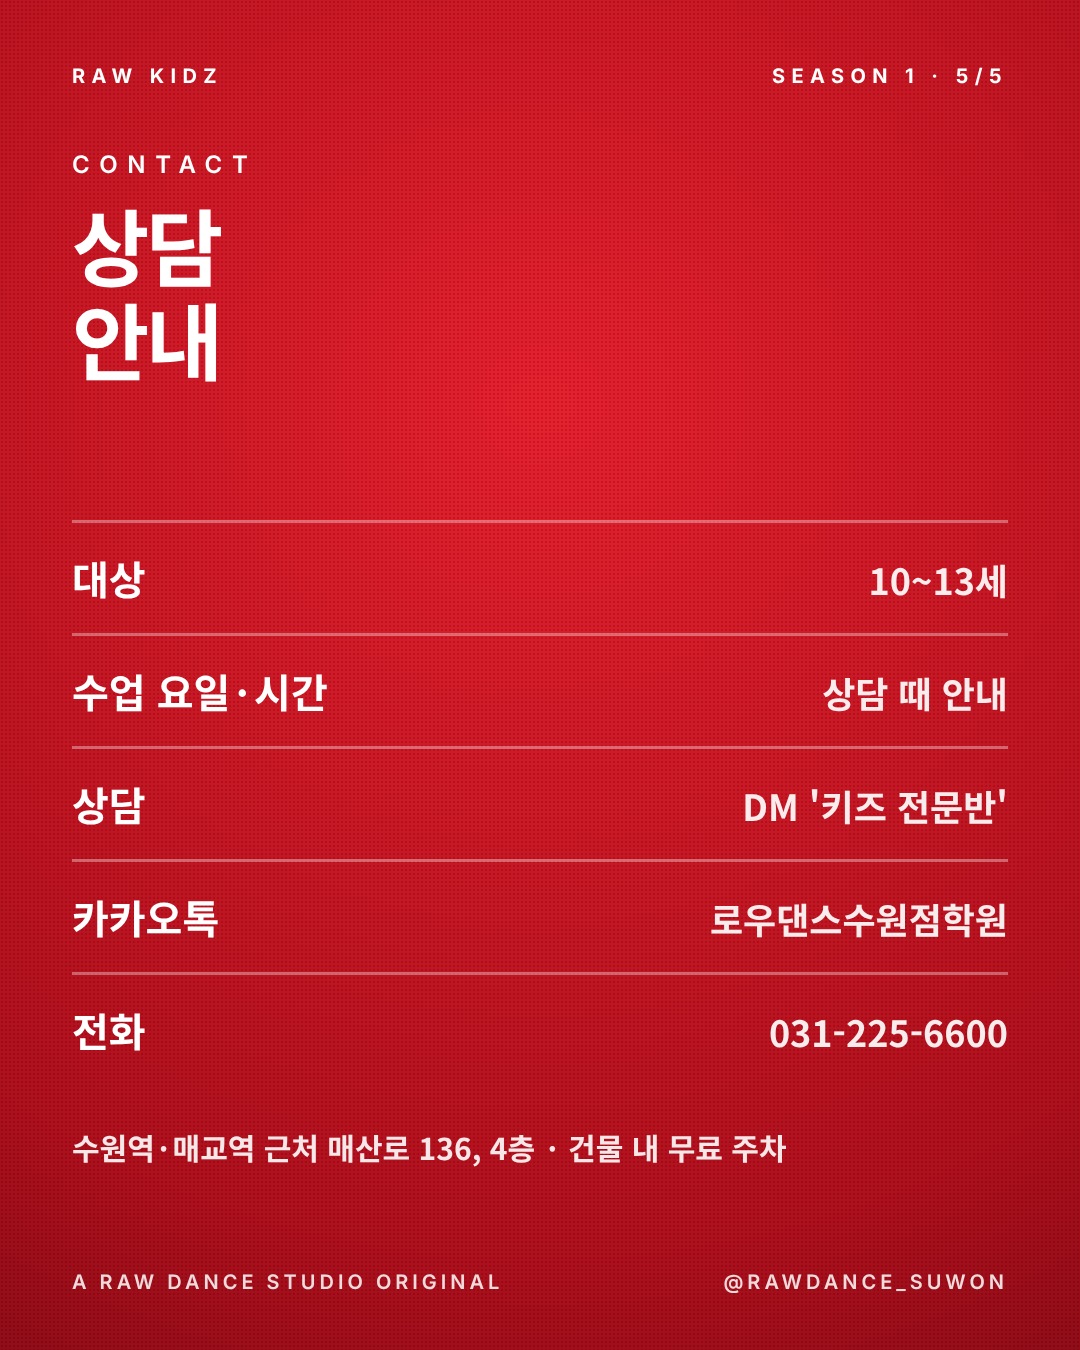 RAW KIDZ
SEASON 1 · 5/5
CONTACT
상담
안내
대상
10~13세
수업 요일·시간
상담 때 안내
상담
DM '키즈 전문반'
카카오톡
로우댄스수원점학원
전화
031-225-6600
수원역·매교역 근처 매산로 136, 4층 · 건물 내 무료 주차
A RAW DANCE STUDIO ORIGINAL
@RAWDANCE_SUWON